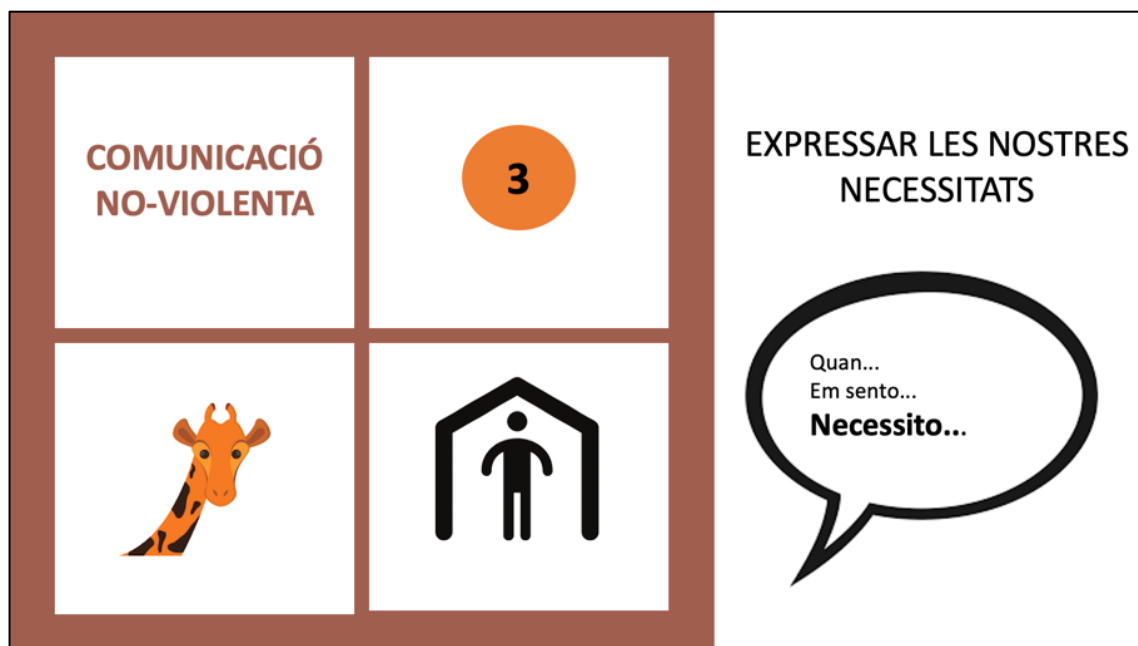 COMUNICACIÓ
NO-VIOLENTA
3
EXPRESSAR LES NOSTRES
NECESSITATS
Quan...
Em sento...
Necessito...